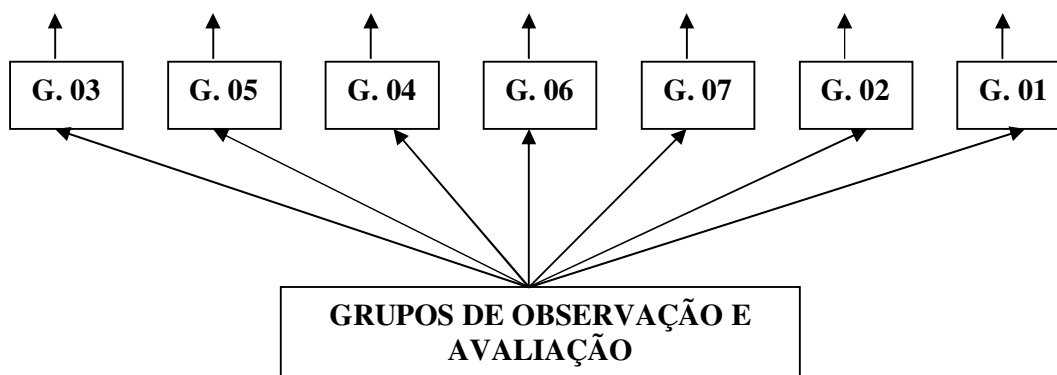 G. 03 G. 05 G. 04 G. 06 G. 07 G. 02 G. 01
GRUPOS DE OBSERVAÇÃO E
AVALIAÇÃO